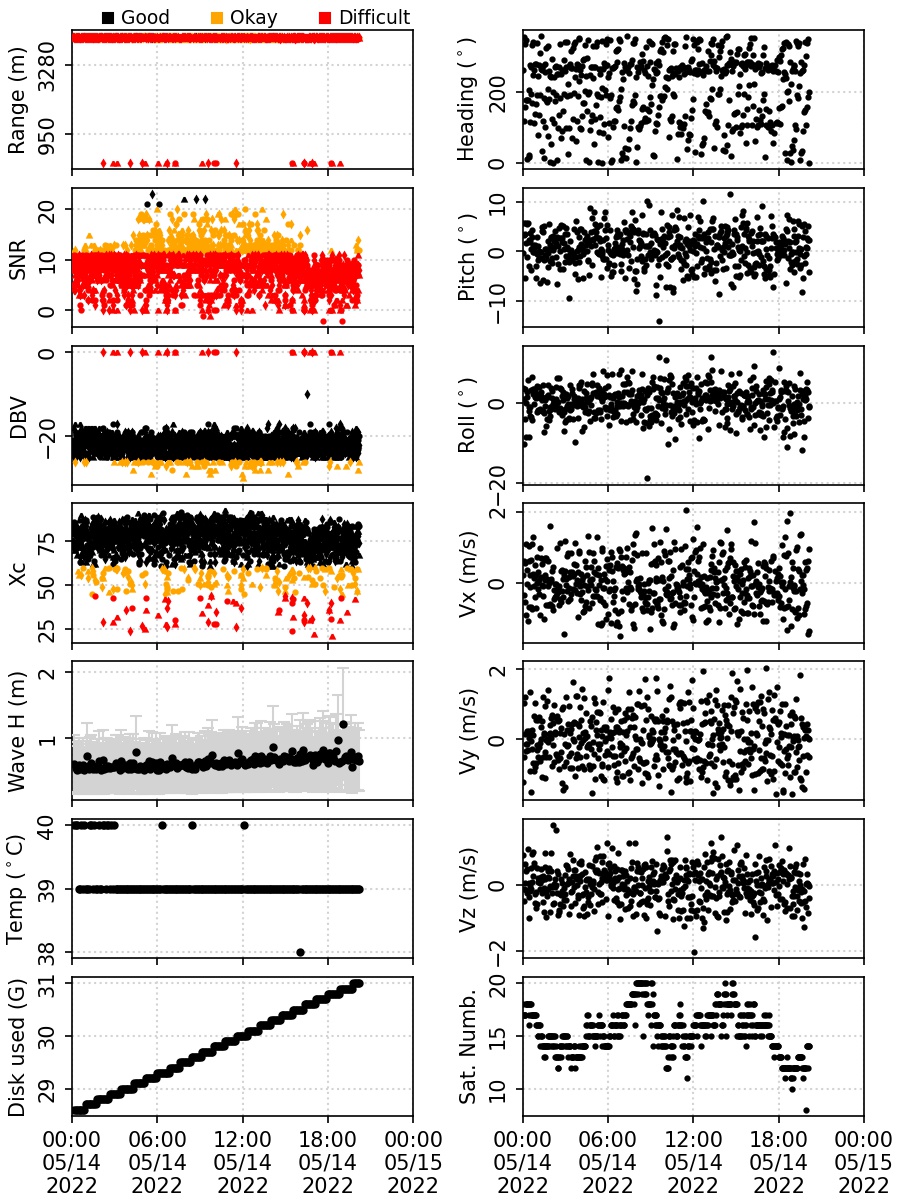 Good Okay Difficult
Range (m)
3280
950
Heading (°)
200
0
SNR
20
10
0
Pitch (°)
10
0
−10
DBV
0
−20
Roll (°)
0
−20
Xc
75
50
25
Vx (m/s)
2
0
Wave H (m)
2
1
Vy (m/s)
2
0
Temp (°C)
40
39
38
Vz (m/s)
0
−2
Disk used (G)
31
30
29
Sat. Numb.
20
15
10
00:00 06:00 12:00 18:00 00:00
05/14 05/14 05/14 05/14 05/15
2022 2022 2022 2022 2022
00:00 06:00 12:00 18:00 00:00
05/14 05/14 05/14 05/14 05/15
2022 2022 2022 2022 2022